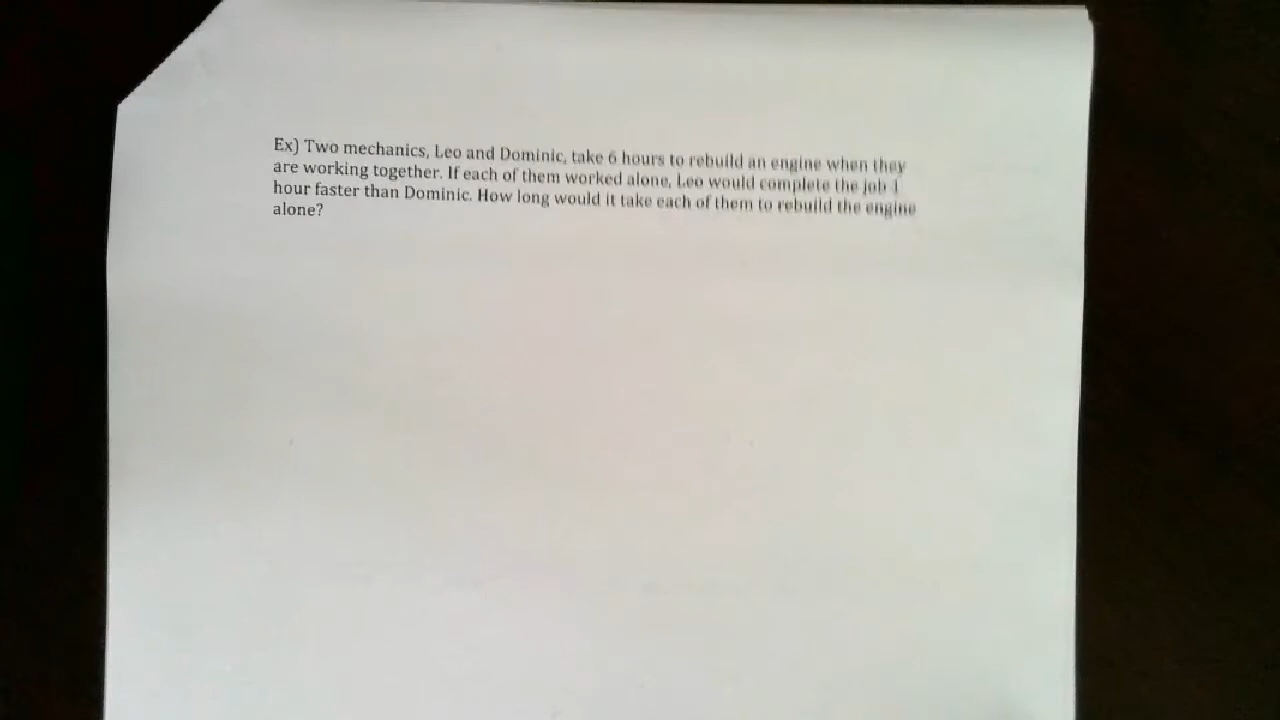 Ex) Two mechanics, Leo and Dominic, take 6 hours to rebuild an engine when they
are working together. If each of them worked alone, Leo would complete the job 1
hour faster than Dominic. How long would it take each of them to rebuild the engine
alone?